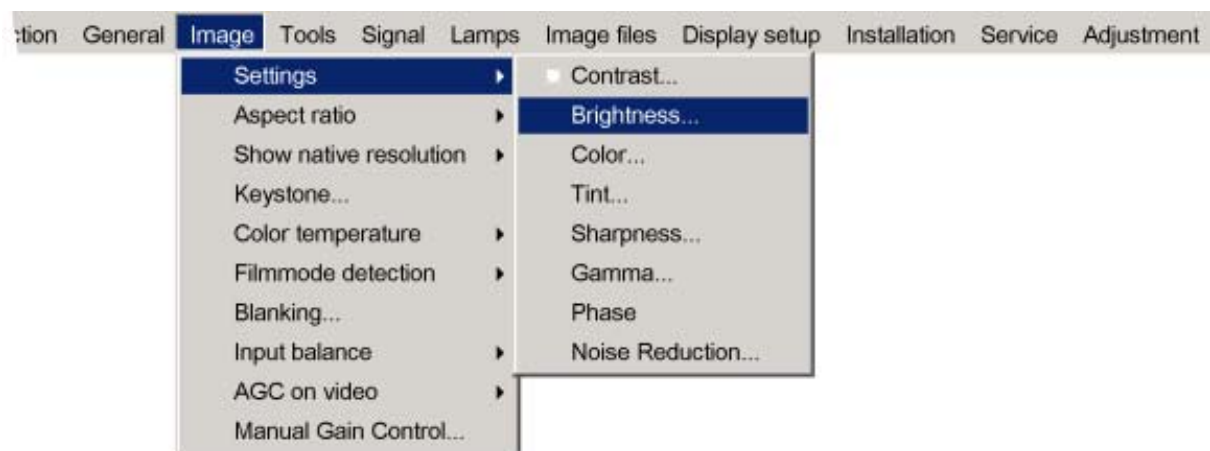 ction General Image Tools Signal Lamps Image files Display setup Installation Service Adjustment
Settings
Aspect ratio
Show native resolution
Keystone...
Color temperature
Filmmode detection
Blanking...
Input balance
AGC on video
Manual Gain Control...
Contrast...
Brightness...
Color...
Tint...
Sharpness...
Gamma...
Phase
Noise Reduction...